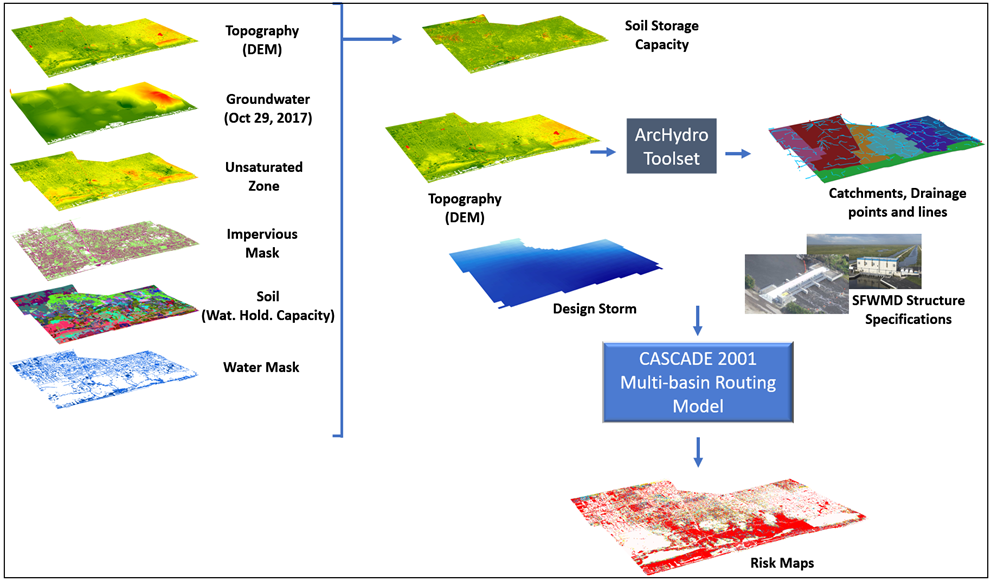 Topography
(DEM)
Groundwater
(Oct 29, 2017)
Unsaturated
Zone
Impervious
Mask
Soil
(Wat. Hold. Capacity)
Water Mask
Soil Storage
Capacity
Topography
(DEM)
ArcHydro
Toolset
Catchments, Drainage
points and lines
Design Storm
SFWMD Structure
Specifications
CASCADE 2001
Multi-basin Routing
Model
Risk Maps